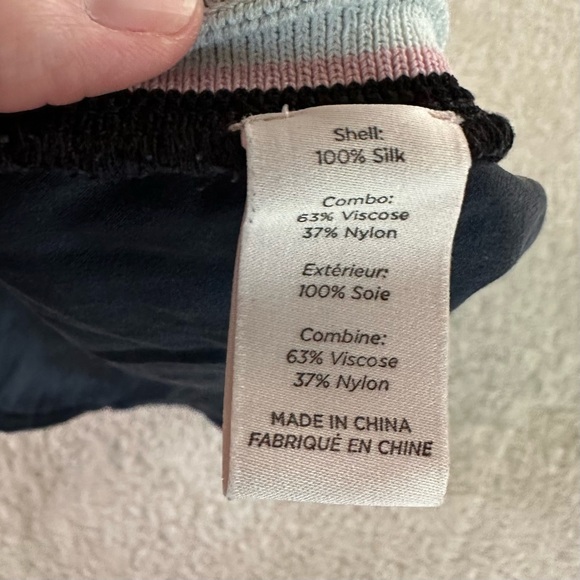 Shell:
100% Silk
Combo:
63% Viscose
37% Nylon
Extérieur:
100% Soie
Combine:
63% Viscose
37% Nylon
MADE IN CHINA
FABRIQUÉ EN CHINE